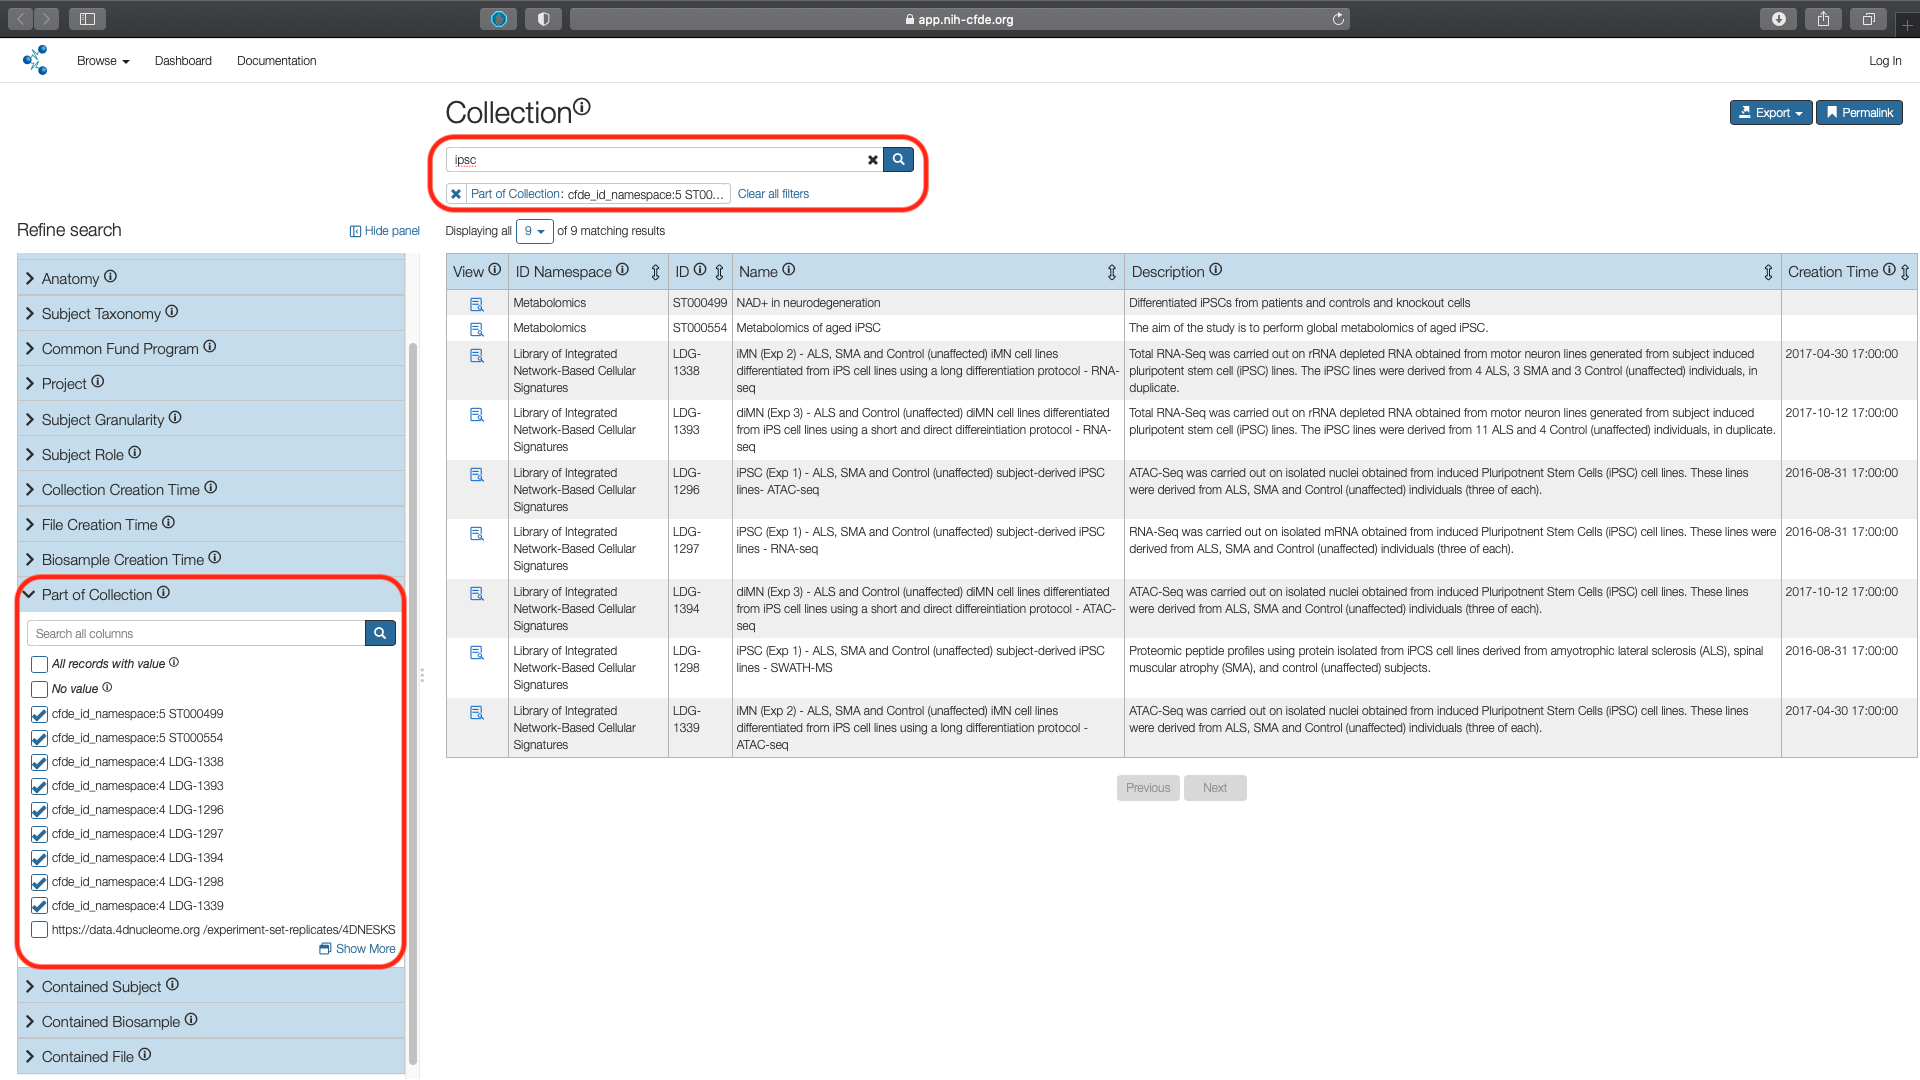 app.nih-cfde.org
Browse
Dashboard
Documentation
Log In
Collection
Export
Permalink
ipsc
Part of Collection: cfde_id_namespace:5 ST00...
Clear all filters
Refine search
Hide panel
Displaying all 9 of 9 matching results
Anatomy
Subject Taxonomy
Common Fund Program
Project
Subject Granularity
Subject Role
Collection Creation Time
File Creation Time
Biosample Creation Time
Part of Collection
Search all columns
All records with value
No value
cfde_id_namespace:5 ST000499
cfde_id_namespace:5 ST000554
cfde_id_namespace:4 LDG-1338
cfde_id_namespace:4 LDG-1393
cfde_id_namespace:4 LDG-1296
cfde_id_namespace:4 LDG-1297
cfde_id_namespace:4 LDG-1394
cfde_id_namespace:4 LDG-1298
cfde_id_namespace:4 LDG-1339
https://data.4dnucleome.org /experiment-set-replicates/4DNESKS
Show More
Contained Subject
Contained Biosample
Contained File
View
ID Namespace
ID
Name
Description
Creation Time
Metabolomics
ST000499
NAD+ in neurodegeneration
Differentiated iPSCs from patients and controls and knockout cells
Metabolomics
ST000554
Metabolomics of aged iPSC
The aim of the study is to perform global metabolomics of aged iPSC.
Library of Integrated
Network-Based Cellular
Signatures
LDG-
1338
iMN (Exp 2) - ALS, SMA and Control (unaffected) iMN cell lines
differentiated from iPS cell lines using a long differentiation protocol - RNA-
seq
Total RNA-Seq was carried out on rRNA depleted RNA obtained from motor neuron lines generated from subject induced
pluripotent stem cell (iPSC) lines. The iPSC lines were derived from 4 ALS, 3 SMA and 3 Control (unaffected) individuals, in
duplicate.
2017-04-30 17:00:00
Library of Integrated
Network-Based Cellular
Signatures
LDG-
1393
diMN (Exp 3) - ALS and Control (unaffected) diMN cell lines differentiated
from iPS cell lines using a short and direct differeintiation protocol - RNA-
seq
Total RNA-Seq was carried out on rRNA depleted RNA obtained from motor neuron lines generated from subject induced
pluripotent stem cell (iPSC) lines. The iPSC lines were derived from 11 ALS and 4 Control (unaffected) individuals, in duplicate.
2017-10-12 17:00:00
Library of Integrated
Network-Based Cellular
Signatures
LDG-
1296
iPSC (Exp 1) - ALS, SMA and Control (unaffected) subject-derived iPSC
lines- ATAC-seq
ATAC-Seq was carried out on isolated nuclei obtained from induced Pluripotnent Stem Cells (iPSC) cell lines. These lines
were derived from ALS, SMA and Control (unaffected) individuals (three of each).
2016-08-31 17:00:00
Library of Integrated
Network-Based Cellular
Signatures
LDG-
1297
iPSC (Exp 1) - ALS, SMA and Control (unaffected) subject-derived iPSC
lines - RNA-seq
RNA-Seq was carried out on isolated mRNA obtained from induced Pluripotnent Stem Cells (iPSC) cell lines. These lines were
derived from ALS, SMA and Control (unaffected) individuals (three of each).
2016-08-31 17:00:00
Library of Integrated
Network-Based Cellular
Signatures
LDG-
1394
diMN (Exp 3) - ALS and Control (unaffected) diMN cell lines differentiated
from iPS cell lines using a short and direct differeintiation protocol - ATAC-
seq
ATAC-Seq was carried out on isolated nuclei obtained from induced Pluripotnent Stem Cells (iPSC) cell lines. These lines
were derived from ALS, SMA and Control (unaffected) individuals (three of each).
2017-10-12 17:00:00
Library of Integrated
Network-Based Cellular
Signatures
LDG-
1298
iPSC (Exp 1) - ALS, SMA and Control (unaffected) subject-derived iPSC
lines - SWATH-MS
Proteomic peptide profiles using protein isolated from iPCS cell lines derived from amyotrophic lateral sclerosis (ALS), spinal
muscular atrophy (SMA), and control (unaffected) subjects.
2016-08-31 17:00:00
Library of Integrated
Network-Based Cellular
Signatures
LDG-
1339
iMN (Exp 2) - ALS, SMA and Control (unaffected) iMN cell lines
differentiated from iPS cell lines using a long differentiation protocol -
ATAC-seq
ATAC-Seq was carried out on isolated nuclei obtained from induced Pluripotnent Stem Cells (iPSC) cell lines. These lines
were derived from ALS, SMA and Control (unaffected) individuals (three of each).
2017-04-30 17:00:00
Previous
Next